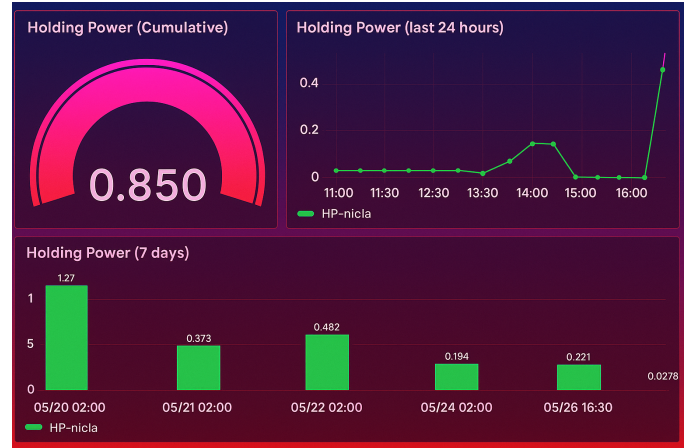 Holding Power (Cumulative)
0.850
Holding Power (last 24 hours)
0.4
0.2
0
11:00 11:30 12:30 13:30 14:00 15:00 16:00
HP-nicla
Holding Power (7 days)
1.27
0.373
0.482
0.194
0.221
0.0278
1
5
0
05/20 02:00 05/21 02:00 05/22 02:00 05/24 02:00 05/26 16:30
HP-nicla